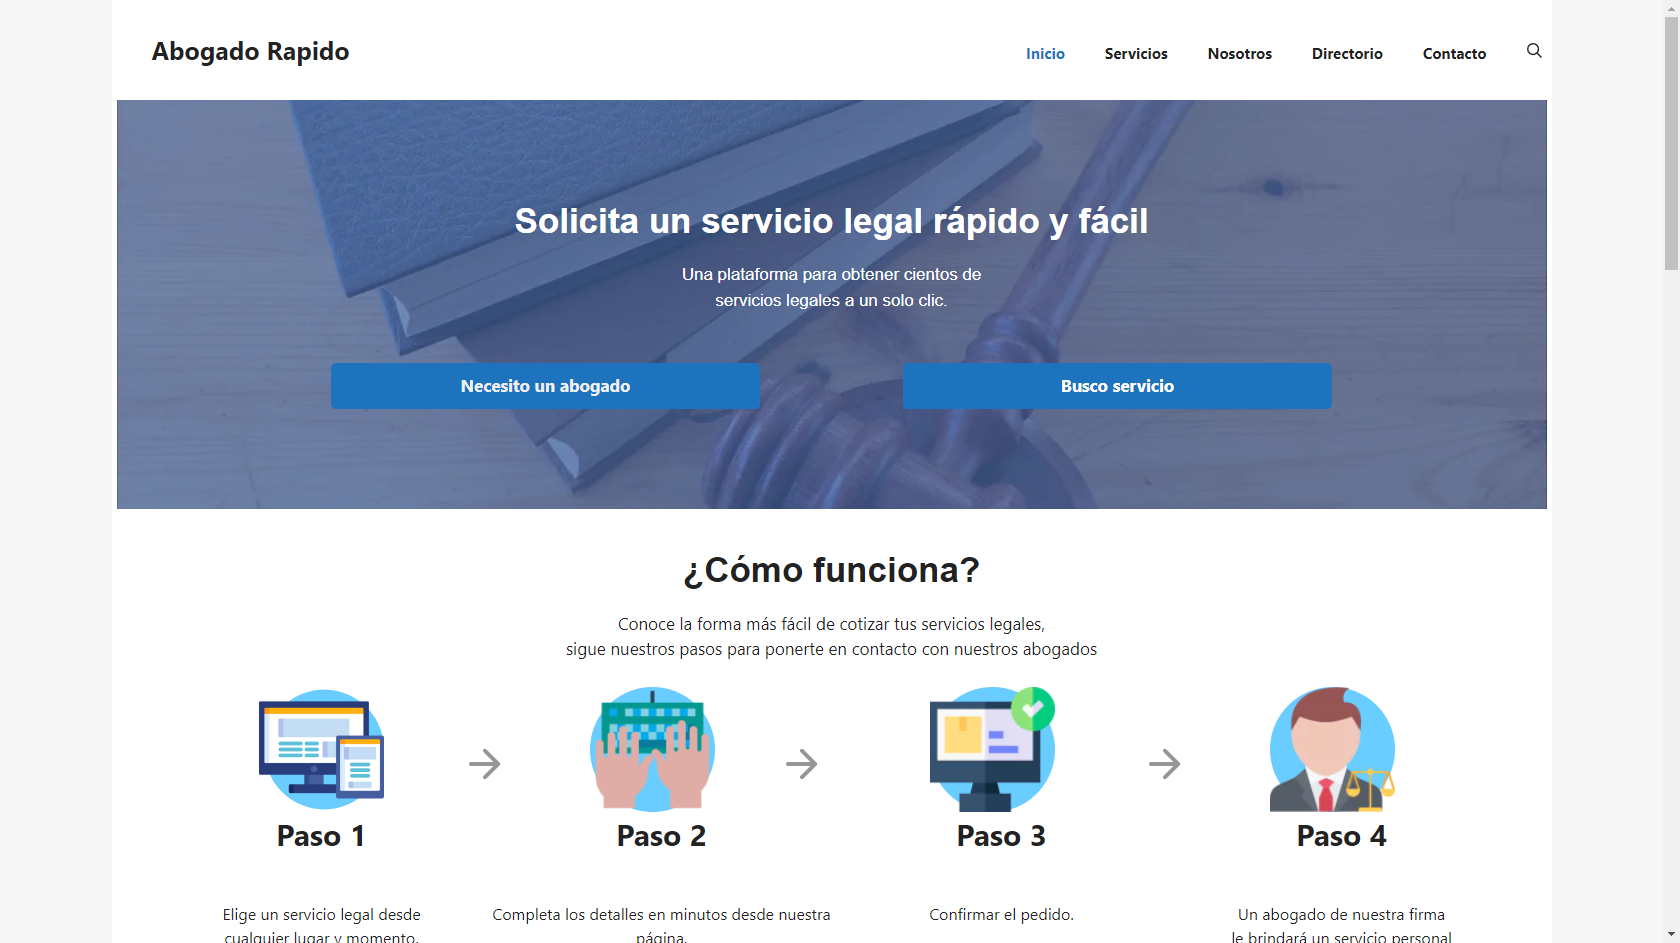 Abogado Rapido
Inicio
Servicios
Nosotros
Directorio
Contacto
Solicita un servicio legal rápido y fácil
Una plataforma para obtener cientos de
servicios legales a un solo clic.
Necesito un abogado
Busco servicio
¿Cómo funciona?
Conoce la forma más fácil de cotizar tus servicios legales,
sigue nuestros pasos para ponerte en contacto con nuestros abogados
Paso 1
Paso 2
Paso 3
Paso 4
Elige un servicio legal desde
cualquier lugar y momento.
Completa los detalles en minutos desde nuestra
página.
Confirmar el pedido.
Un abogado de nuestra firma
le brindará un servicio personal